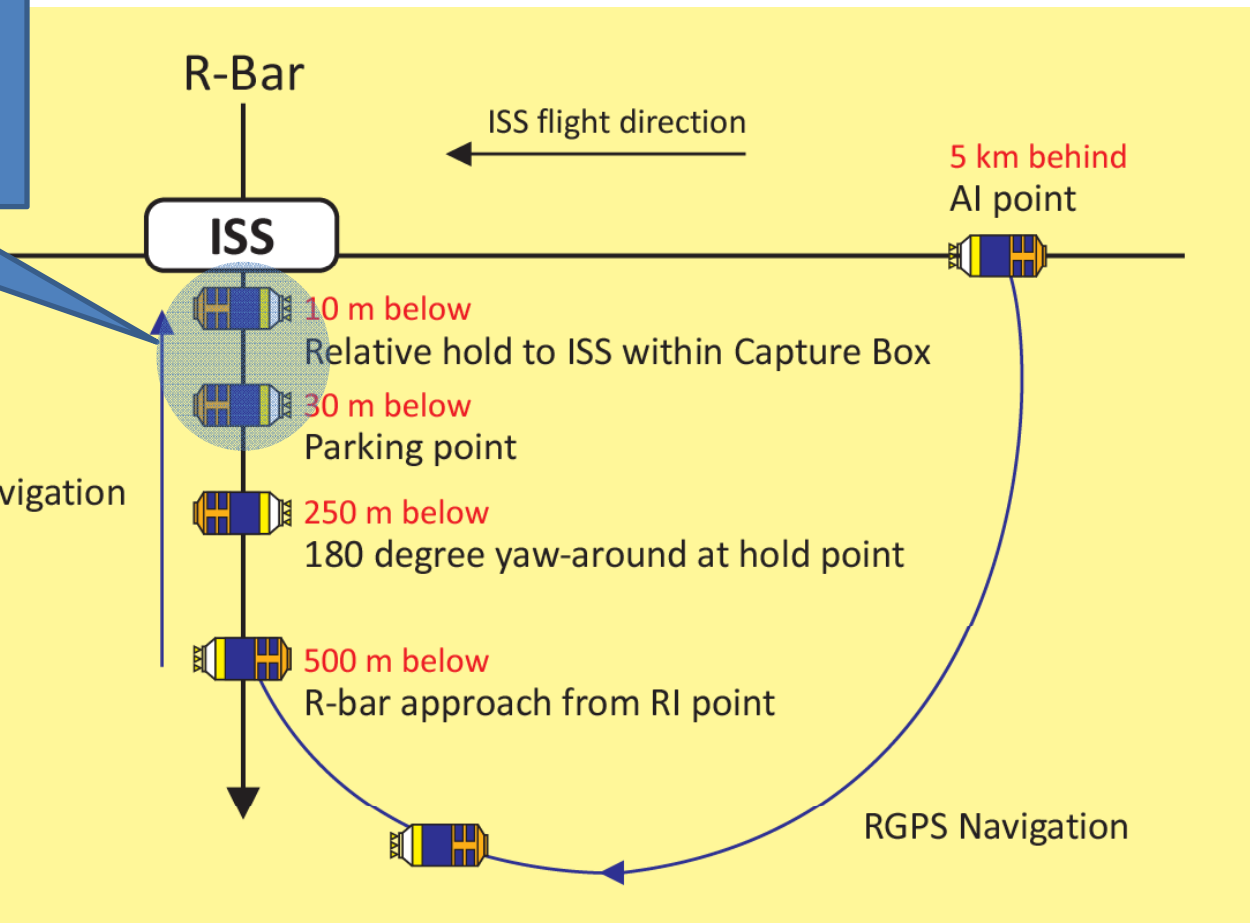 R-Bar
ISS flight direction
5 km behind
AI point
ISS
10 m below
Relative hold to ISS within Capture Box
30 m below
Parking point
vigation
250 m below
180 degree yaw-around at hold point
500 m below
R-bar approach from RI point
RGPS Navigation